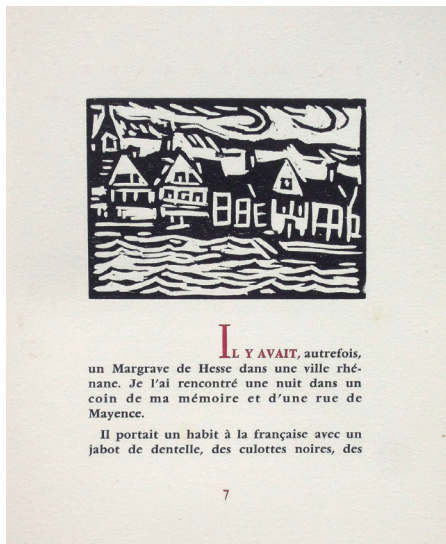 IL Y AVAIT, autrefois,
un Margrave de Hesse dans une ville rhé-
nane. Je l'ai rencontré une nuit dans un
coin de ma mémoire et d'une rue de
Mayence.
Il portait un habit à la française avec un
jabot de dentelle, des culottes noires, des
7